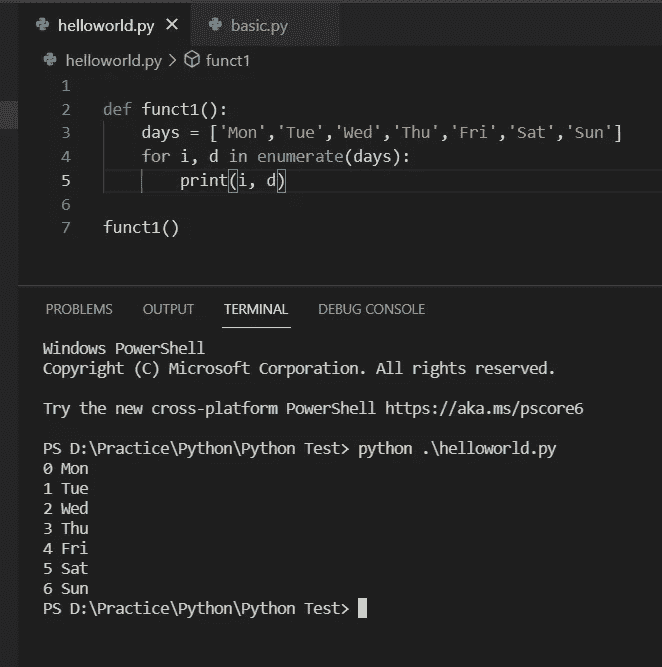 helloworld.py × basic.py
helloworld.py > funct1
1
2 def funct1():
3     days = ['Mon','Tue','Wed','Thu','Fri','Sat','Sun']
4     for i, d in enumerate(days):
5         print(i, d)
6
7 funct1()
PROBLEMS OUTPUT TERMINAL DEBUG CONSOLE
Windows PowerShell
Copyright (C) Microsoft Corporation. All rights reserved.
Try the new cross-platform PowerShell https://aka.ms/pscore6
PS D:\Practice\Python\Python Test> python .\helloworld.py
0 Mon
1 Tue
2 Wed
3 Thu
4 Fri
5 Sat
6 Sun
PS D:\Practice\Python\Python Test>